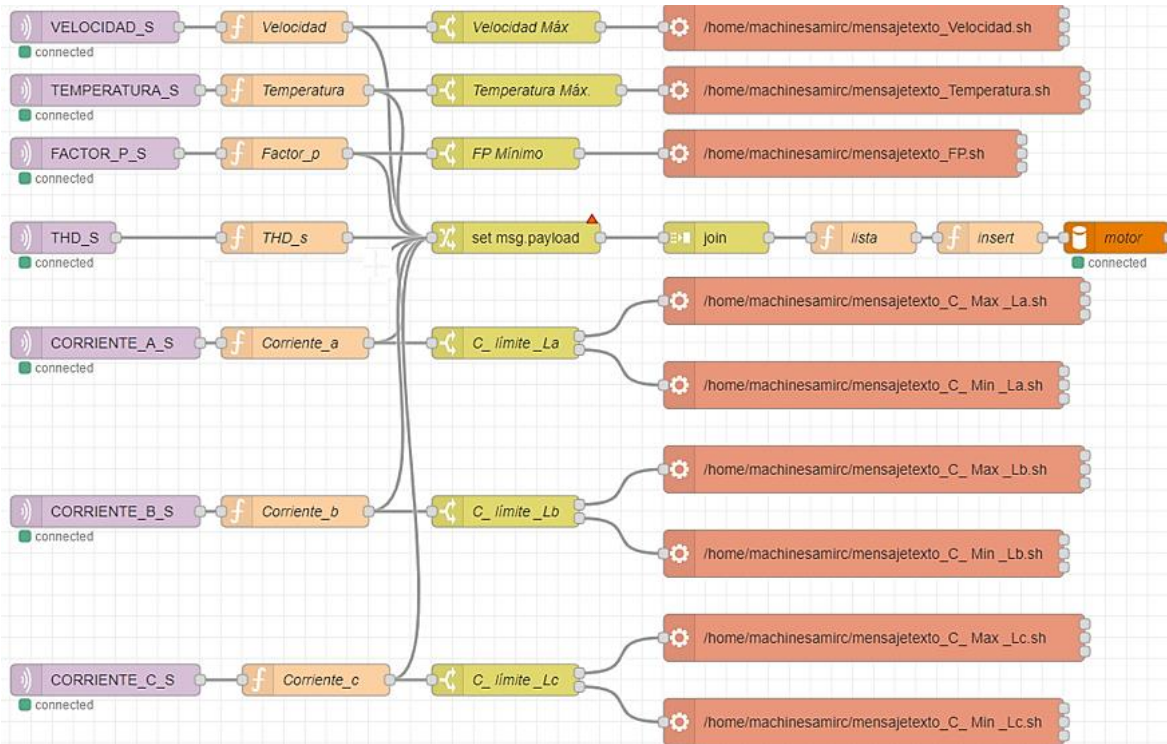 VELOCIDAD_S Velocidad Velocidad Máx /home/machinesamirc/mensajetexto_Velocidad.sh
connected
TEMPERATURA_S Temperatura Temperatura Máx. /home/machinesamirc/mensajetexto_Temperatura.sh
connected
FACTOR_P_S Factor_p FP Mínimo /home/machinesamirc/mensajetexto_FP.sh
connected
THD_S THD_s set msg.payload join lista insert motor
connected connected
/home/machinesamirc/mensajetexto_C_ Max _La.sh
CORRIENTE_A_S Corriente_a C_ límite _La
connected
/home/machinesamirc/mensajetexto_C_ Min _La.sh
/home/machinesamirc/mensajetexto_C_ Max _Lb.sh
CORRIENTE_B_S Corriente_b C_ límite _Lb
connected
/home/machinesamirc/mensajetexto_C_ Min _Lb.sh
/home/machinesamirc/mensajetexto_C_ Max _Lc.sh
CORRIENTE_C_S Corriente_c C_ límite _Lc
connected
/home/machinesamirc/mensajetexto_C_ Min _Lc.sh